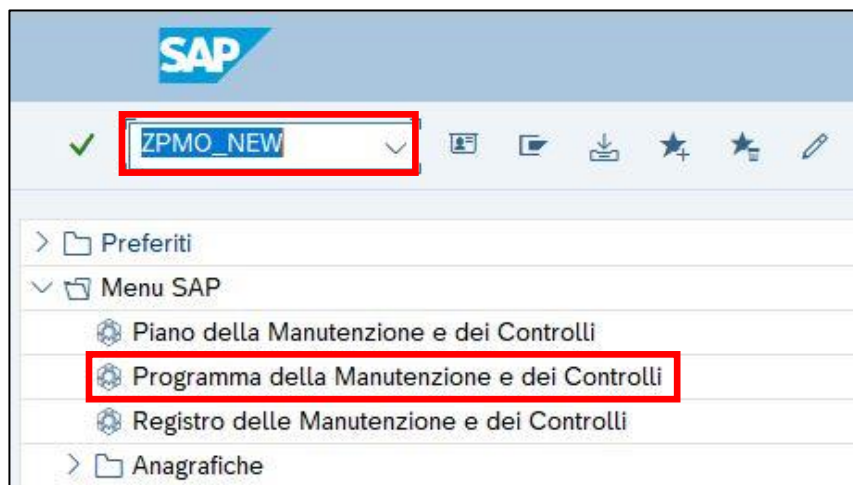 SAP
ZPMO_NEW
Preferiti
Menu SAP
Piano della Manutenzione e dei Controlli
Programma della Manutenzione e dei Controlli
Registro delle Manutenzione e dei Controlli
Anagrafiche